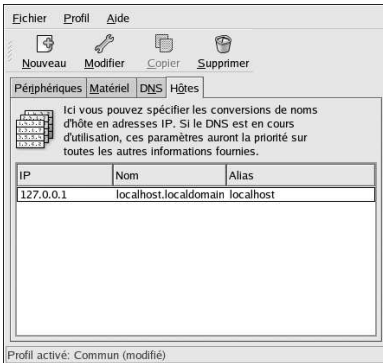 Fichier Profil Aide
Nouveau Modifier Copier Supprimer
Périphériques Matériel DNS Hôtes
Ici vous pouvez spécifier les conversions de noms
d'hôte en adresses IP. Si le DNS est en cours
d'utilisation, ces paramètres auront la priorité sur
toutes les autres informations fournies.
IP Nom Alias
127.0.0.1 localhost.localdomain localhost
Profil activé: Commun (modifié)